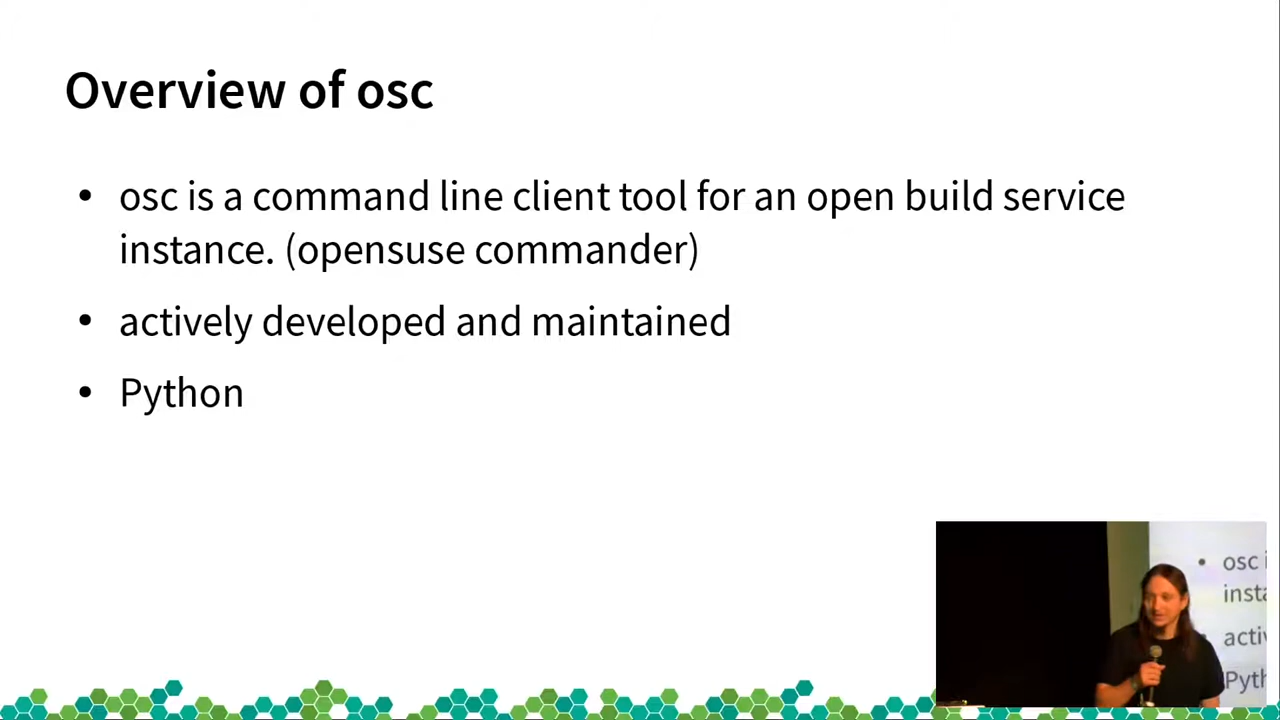 Overview of osc
• osc is a command line client tool for an open build service
instance. (opensuse commander)
• actively developed and maintained
• Python
• osc i
insta
activ
Pyth